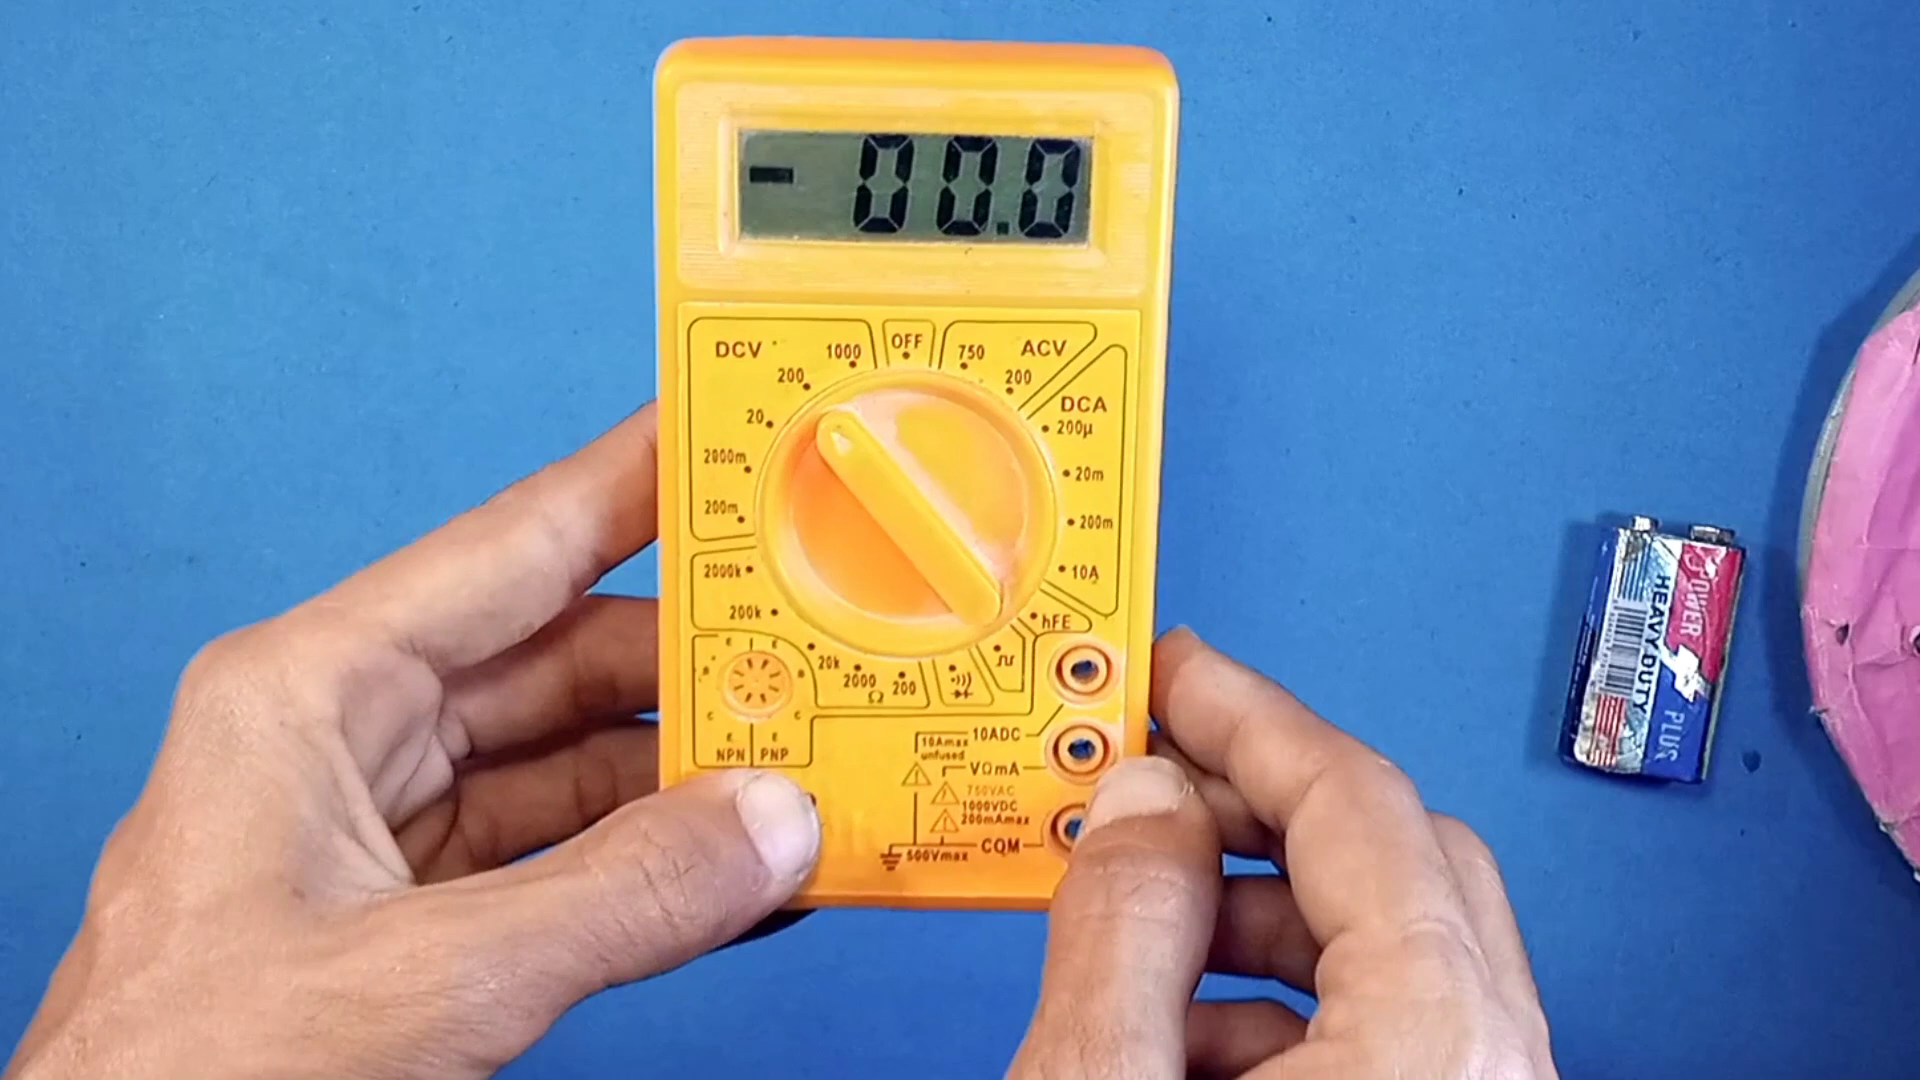 - 00.0
DCV 1000 OFF 750 ACV
200 200
DCA
20 200µ
2000m 20m
200m 200m
2000k 10A
200k hFE
E E
B B
20k
2000 Ω 200
C C
E E
NPN PNP
10ADC
10Amax
unfused
VΩmA
750VAC
1000VDC
200mAmax
500Vmax CQM
POWER
PLUS
HEAVY DUTY